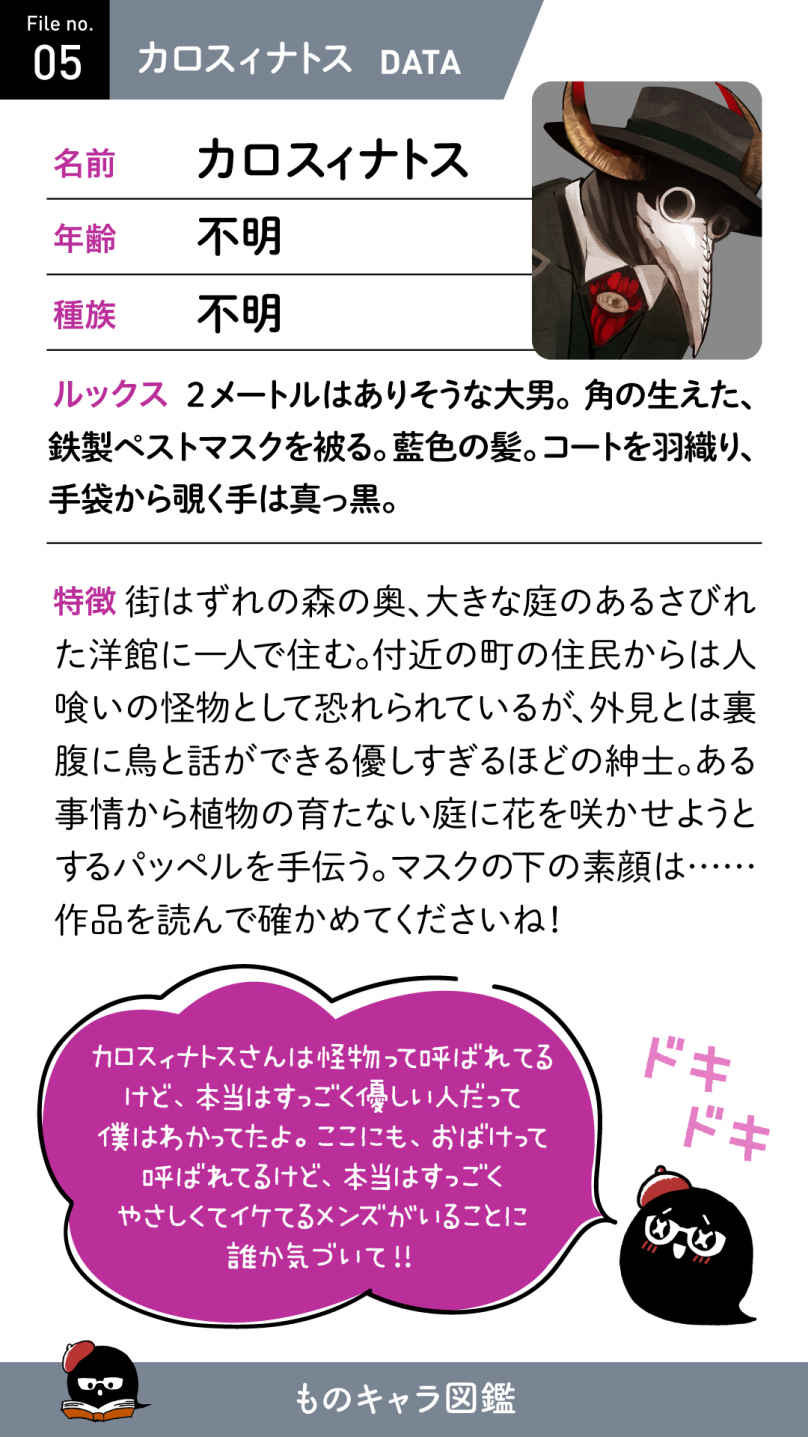 File no.
05
カロスィナトス DATA
名前 カロスィナトス
年齢 不明
種族 不明
ルックス 2メートルはありそうな大男。角の生えた、
鉄製ペストマスクを被る。藍色の髪。コートを羽織り、
手袋から覗く手は真っ黒。
特徴 街はずれの森の奥、大きな庭のあるさびれ
た洋館に一人で住む。付近の町の住民からは人
喰いの怪物として恐れられているが、外見とは裏
腹に鳥と話ができる優しすぎるほどの紳士。ある
事情から植物の育たない庭に花を咲かせようと
するパッペルを手伝う。マスクの下の素顔は……
作品を読んで確かめてくださいね!
カロスィナトスさんは怪物って呼ばれてる
けど、本当はすっごく優しい人だって
僕はわかってたよ。ここにも、おばけって
呼ばれてるけど、本当はすっごく
やさしくてイケてるメンズがいることに
誰か気づいて!!
ドキ
ドキ
ものキャラ図鑑